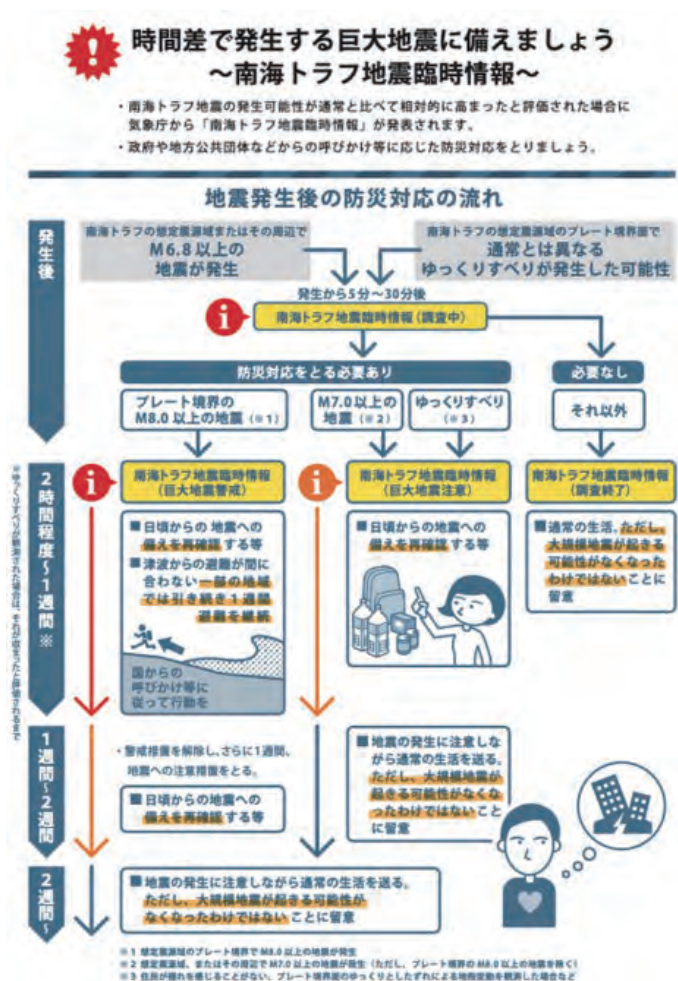 時間差で発生する巨大地震に備えましょう
～南海トラフ地震臨時情報～
・南海トラフ地震の発生可能性が通常と比べて相対的に高まったと評価された場合に
気象庁から「南海トラフ地震臨時情報」が発表されます。
・政府や地方公共団体などからの呼びかけ等に応じた防災対応をとりましょう。
地震発生後の防災対応の流れ
発生後
南海トラフの想定震源域またはその周辺で
M6.8以上の
地震が発生
南海トラフの想定震源域のプレート境界面で
通常とは異なる
ゆっくりすべりが発生した可能性
発生から5分～30分後
南海トラフ地震臨時情報(調査中)
防災対応をとる必要あり
必要なし
プレート境界の
M8.0以上の地震(※1)
M7.0以上の
地震(※2)
ゆっくりすべり
(※3)
それ以外
2時間程度～1週間※
※ゆっくりすべりが観測された場合は、それが収まったと評価されるまで
南海トラフ地震臨時情報
(巨大地震警戒)
南海トラフ地震臨時情報
(巨大地震注意)
南海トラフ地震臨時情報
(調査終了)
■日頃からの地震への
備えを再確認する等
■津波からの避難が間に
合わない一部の地域
では引き続き1週間
避難を継続
国からの
呼びかけ等に
従って行動を
■日頃からの地震への
備えを再確認する等
■通常の生活。ただし、
大規模地震が起きる
可能性がなくなった
わけではないことに
留意
1週間～2週間
・警戒措置を解除し、さらに1週間、
地震への注意措置をとる。
■日頃からの地震への
備えを再確認する等
■地震の発生に注意しな
がら通常の生活を送る。
ただし、大規模地震が
起きる可能性がなくな
ったわけではないこと
に留意
2週間～
■地震の発生に注意しながら通常の生活を送る。
ただし、大規模地震が起きる可能性が
なくなったわけではないことに留意
※1 想定震源域のプレート境界でM8.0以上の地震が発生
※2 想定震源域、またはその周辺でM7.0以上の地震が発生(ただし、プレート境界のM8.0以上の地震を除く)
※3 住民が揺れを感じることがない、プレート境界面のゆっくりとしたずれによる地殻変動を観測した場合など